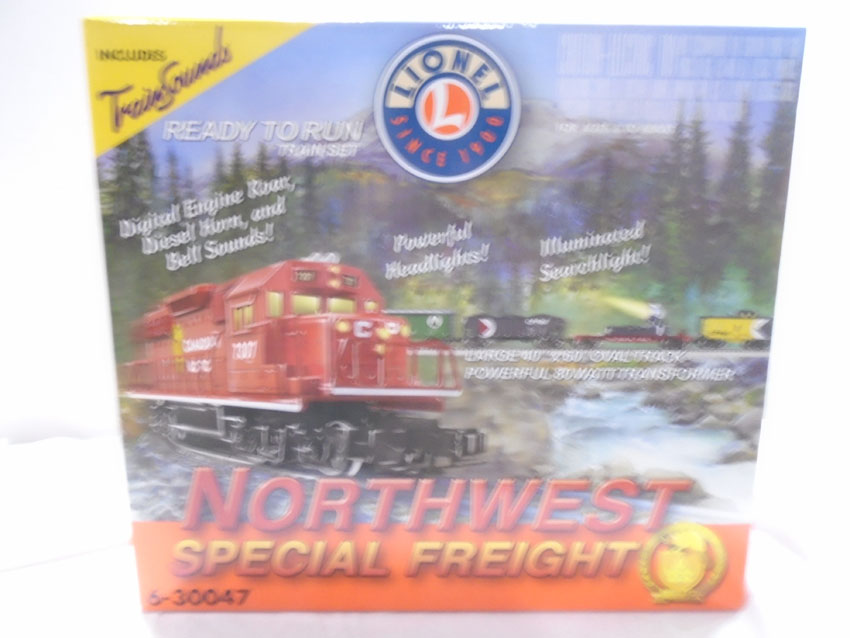 INCLUDES
TrainSounds
LIONEL
L
SINCE 1900
READY TO RUN
TRAIN SET
Digital Engine Roar,
Diesel Horn, and
Bell Sounds!
Powerful
Headlights!
Illuminated
Searchlight!
CP
LARGE 40" X 60" OVAL TRACK
POWERFUL 80 WATT TRANSFORMER
NORTHWEST
SPECIAL FREIGHT
6-30047